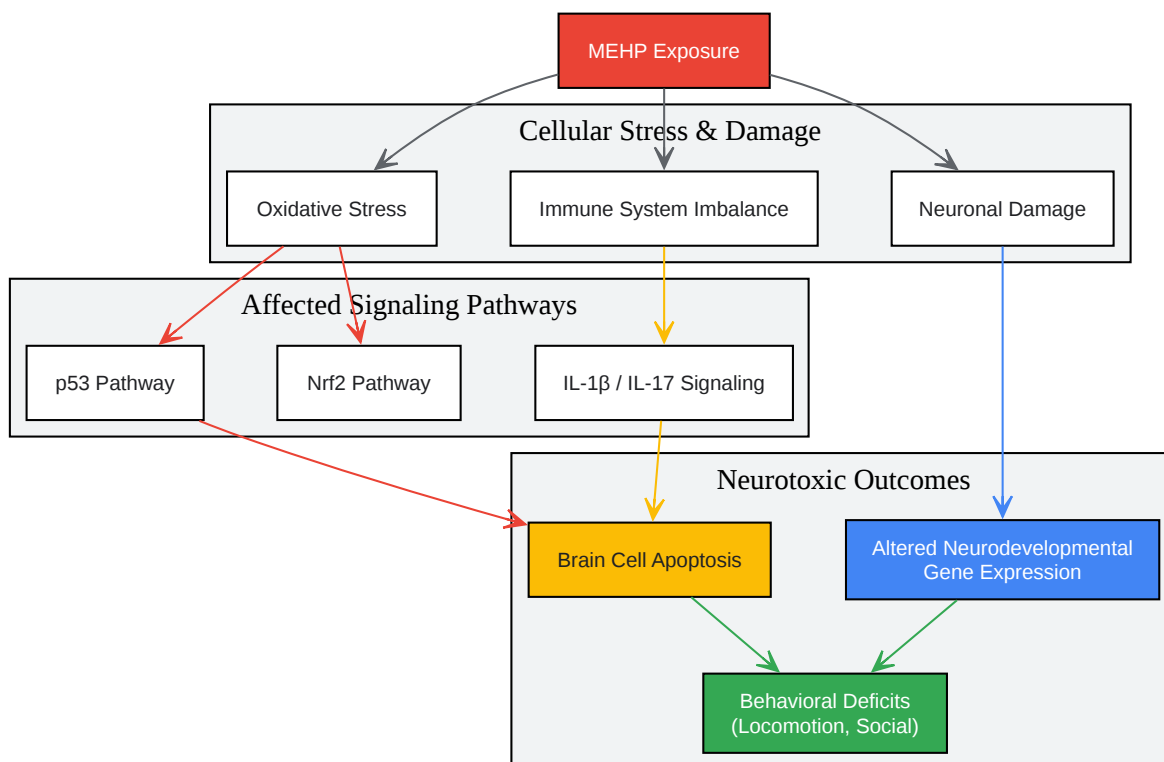 MEHP Exposure
Cellular Stress & Damage
Oxidative Stress
Immune System Imbalance
Neuronal Damage
Affected Signaling Pathways
p53 Pathway
Nrf2 Pathway
IL-1β / IL-17 Signaling
Neurotoxic Outcomes
Brain Cell Apoptosis
Altered Neurodevelopmental
Gene Expression
Behavioral Deficits
(Locomotion, Social)